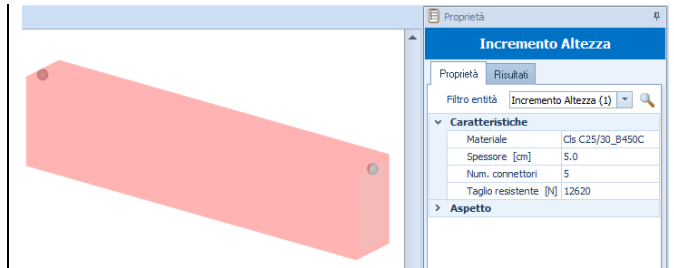 Proprietà
Incremento Altezza
Proprietà Risultati
Filtro entità Incremento Altezza (1)
Caratteristiche
Materiale Cls C25/30_B450C
Spessore [cm] 5.0
Num. connettori 5
Taglio resistente [N] 12620
Aspetto